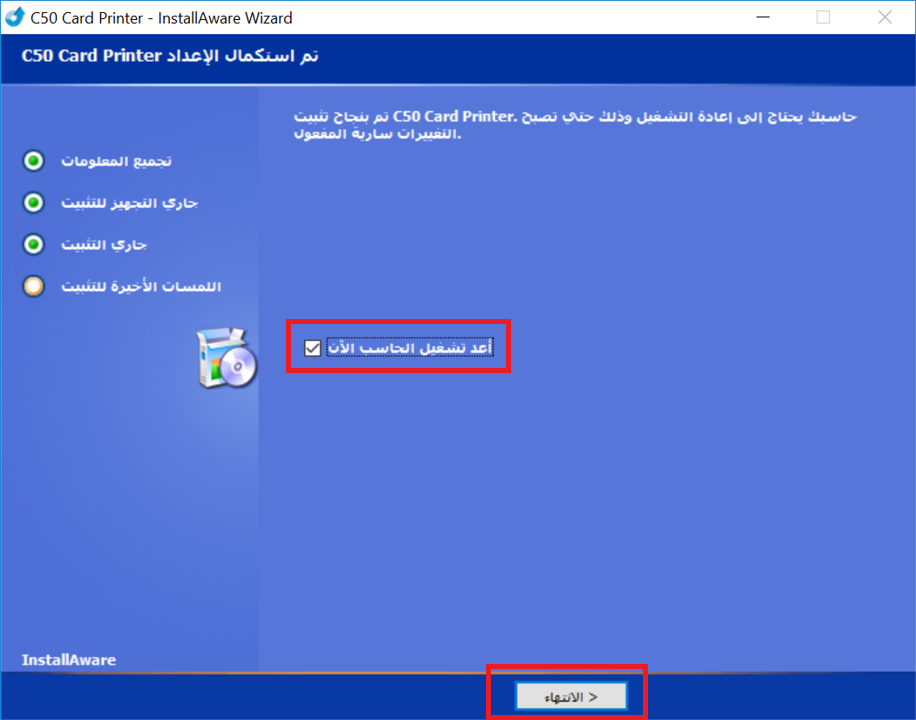 C50 Card Printer - InstallAware Wizard
تم استكمال الإعداد C50 Card Printer
تم بنجاح تثبيت C50 Card Printer. حاسبك يحتاج إلى إعادة التشغيل وذلك حتي تصبح
التغييرات سارية المفعول.
تجميع المعلومات
جاري التجهيز للتثبيت
جاري التثبيت
اللمسات الأخيرة للتثبيت
أعد تشغيل الحاسب الآن
InstallAware
الانتهاء >